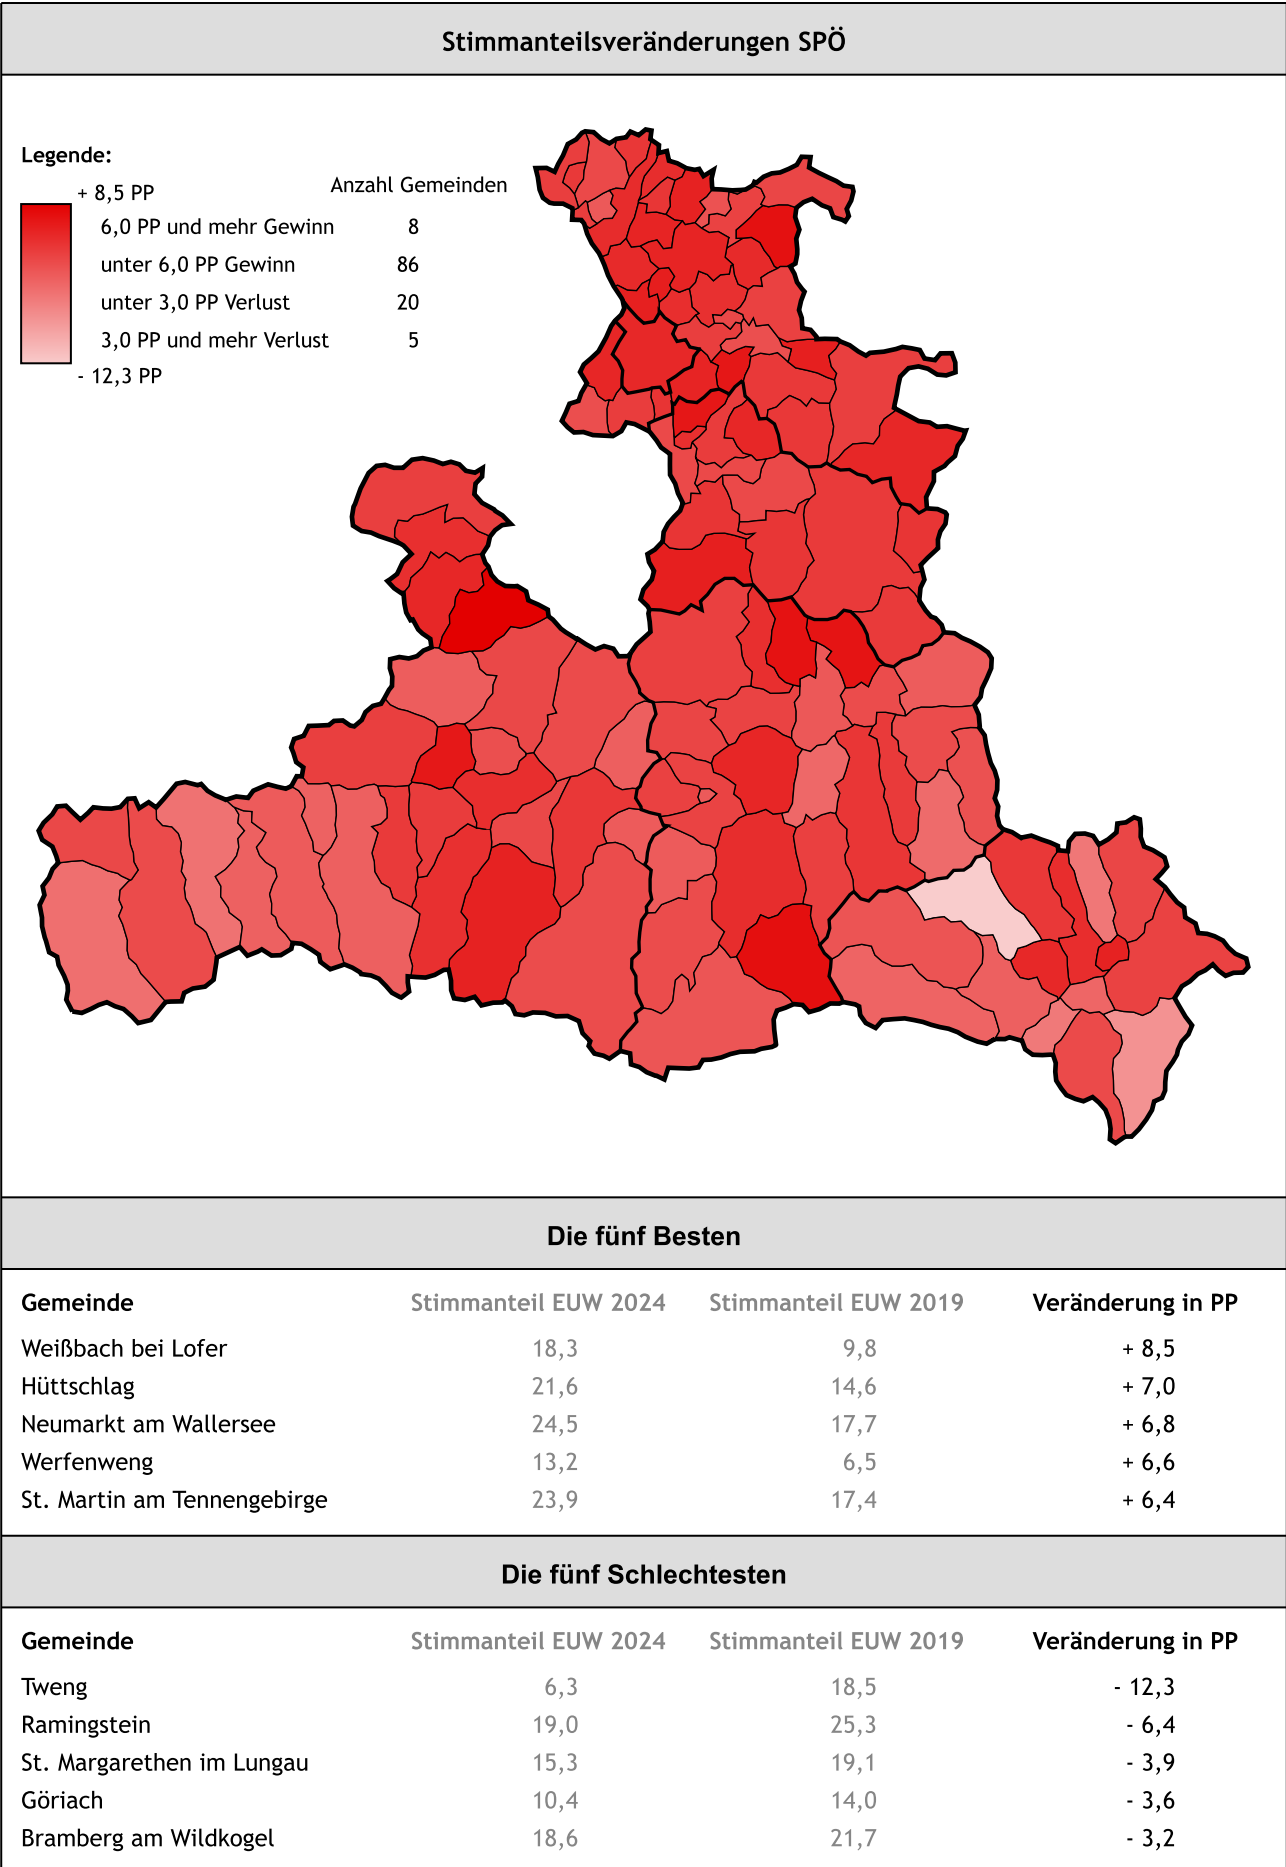 Stimmanteilsveränderungen SPÖ
Legende:
Anzahl Gemeinden
+ 8,5 PP
6,0 PP und mehr Gewinn 8
unter 6,0 PP Gewinn 86
unter 3,0 PP Verlust 20
3,0 PP und mehr Verlust 5
- 12,3 PP
Die fünf Besten
Gemeinde Stimmanteil EUW 2024 Stimmanteil EUW 2019 Veränderung in PP
Weißbach bei Lofer 18,3 9,8 + 8,5
Hüttschlag 21,6 14,6 + 7,0
Neumarkt am Wallersee 24,5 17,7 + 6,8
Werfenweng 13,2 6,5 + 6,6
St. Martin am Tennengebirge 23,9 17,4 + 6,4
Die fünf Schlechtesten
Gemeinde Stimmanteil EUW 2024 Stimmanteil EUW 2019 Veränderung in PP
Tweng 6,3 18,5 - 12,3
Ramingstein 19,0 25,3 - 6,4
St. Margarethen im Lungau 15,3 19,1 - 3,9
Göriach 10,4 14,0 - 3,6
Bramberg am Wildkogel 18,6 21,7 - 3,2